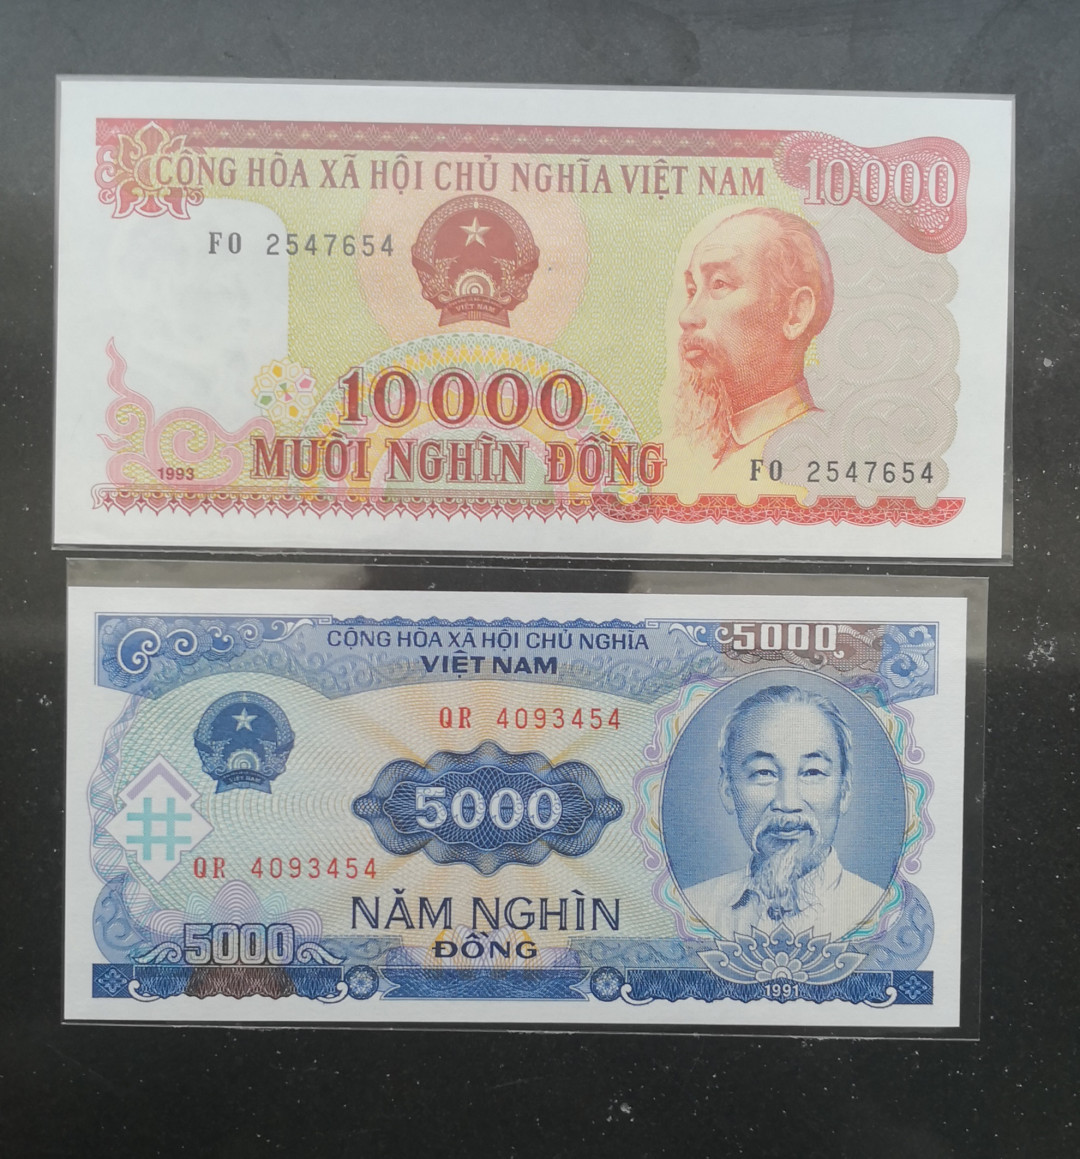 CỘNG HÒA XÃ HỘI CHỦ NGHĨA VIỆT NAM
10000
FO 2547654
VIỆT NAM
10000
MƯỜI NGHÌN ĐỒNG
1993
FO 2547654
CỘNG HÒA XÃ HỘI CHỦ NGHĨA
VIỆT NAM
5000
QR 4093454
VIỆT NAM
5000
QR 4093454
NĂM NGHÌN
5000
ĐỒNG
1991